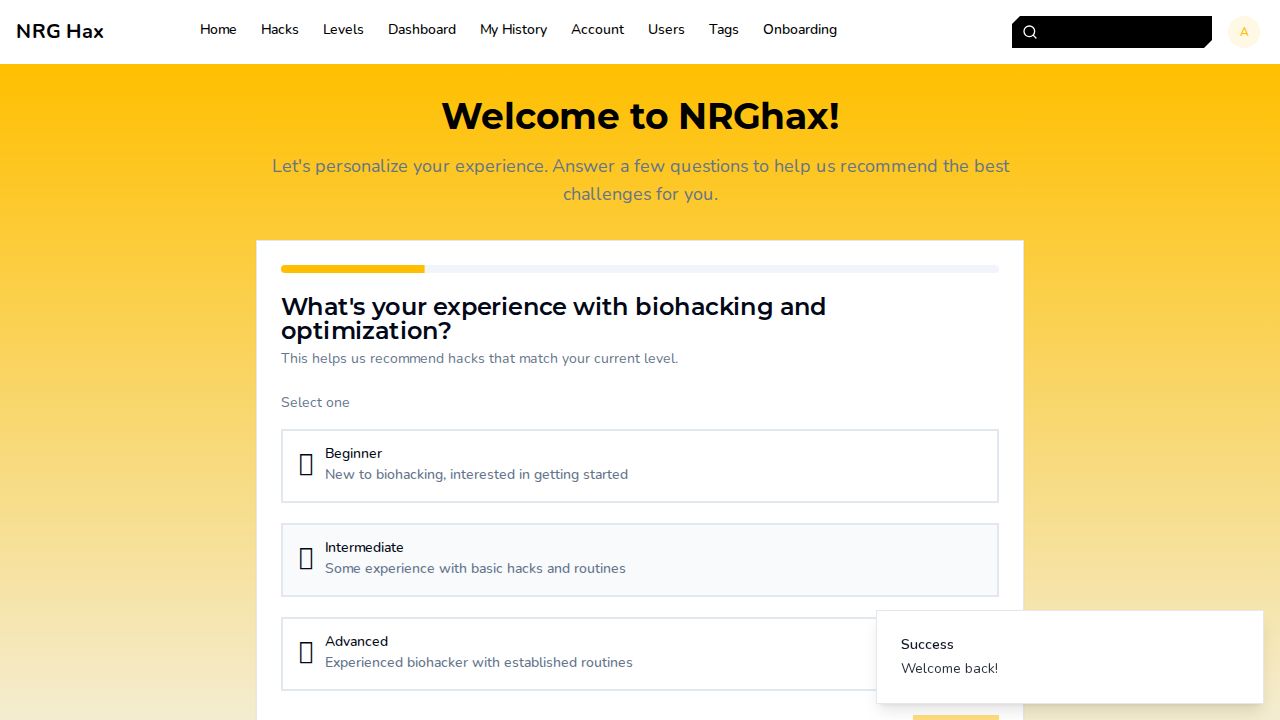 NRG Hax
Home Hacks Levels Dashboard My History Account Users Tags Onboarding
A
Welcome to NRGhax!
Let's personalize your experience. Answer a few questions to help us recommend the best
challenges for you.
What's your experience with biohacking and
optimization?
This helps us recommend hacks that match your current level.
Select one
Beginner
New to biohacking, interested in getting started
Intermediate
Some experience with basic hacks and routines
Advanced
Experienced biohacker with established routines
Success
Welcome back!